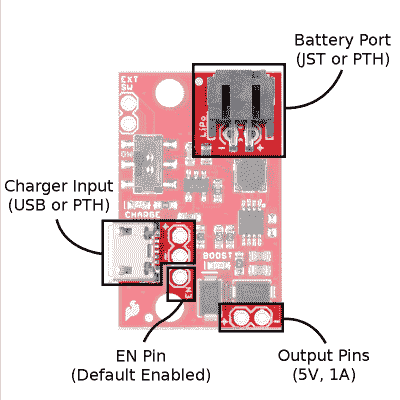 Battery Port
(JST or PTH)
EXT
SW
LiPo
- +
Charger Input
(USB or PTH)
CHARGE
+
-
BOOST
EN
+ -
EN Pin
(Default Enabled)
Output Pins
(5V, 1A)